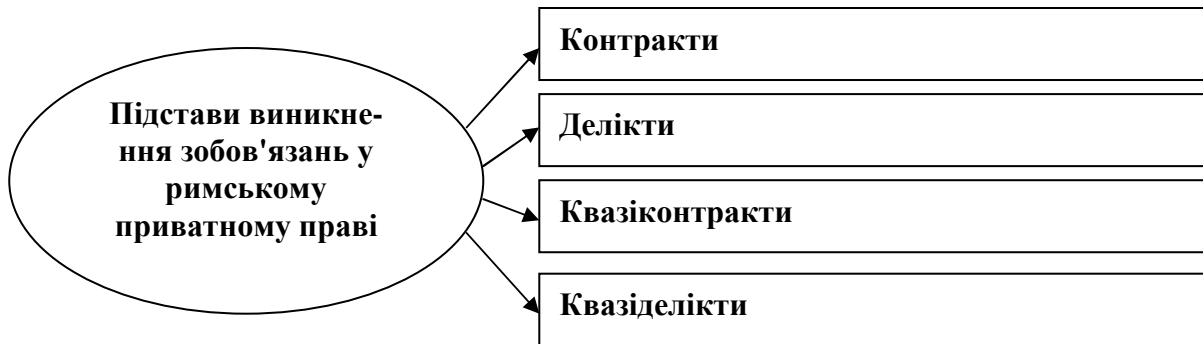 Підстави виникне-
ння зобов'язань у
римському
приватному праві
Контракти
Делікти
Квазіконтракти
Квазіделікти